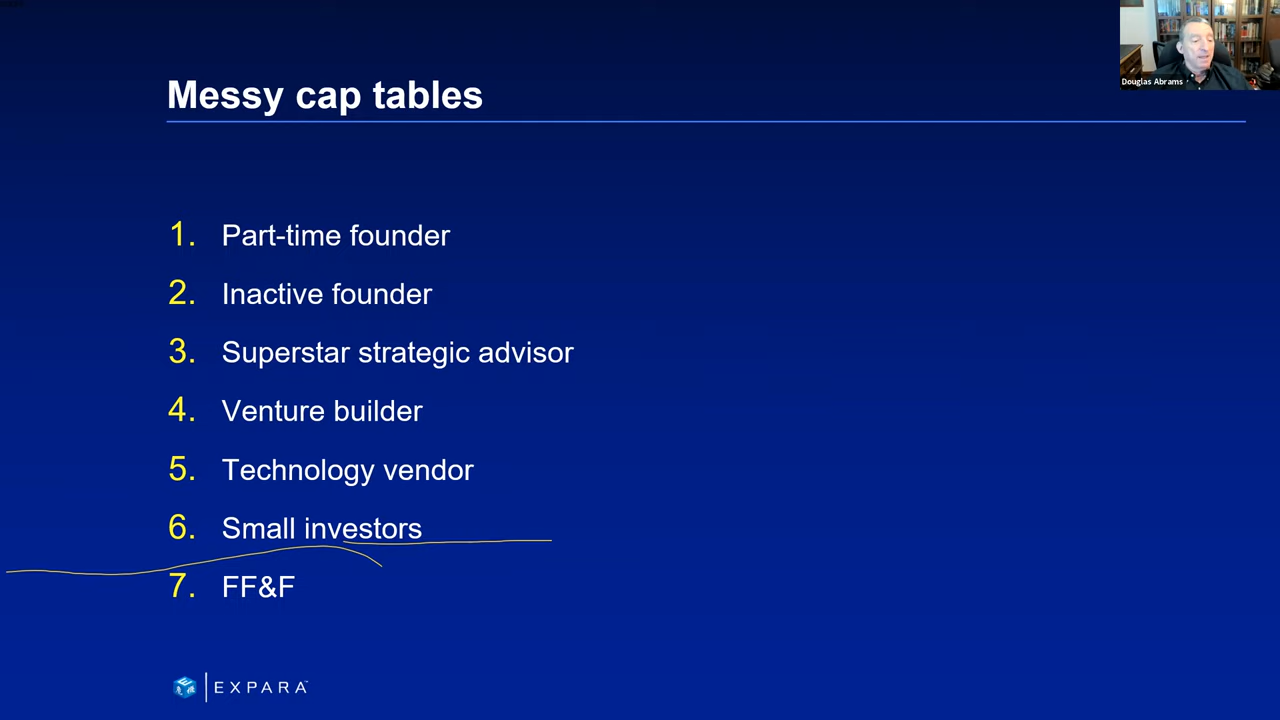 Messy cap tables
Douglas Abrams
1. Part-time founder
2. Inactive founder
3. Superstar strategic advisor
4. Venture builder
5. Technology vendor
6. Small investors
7. FF&F
EXPARA™